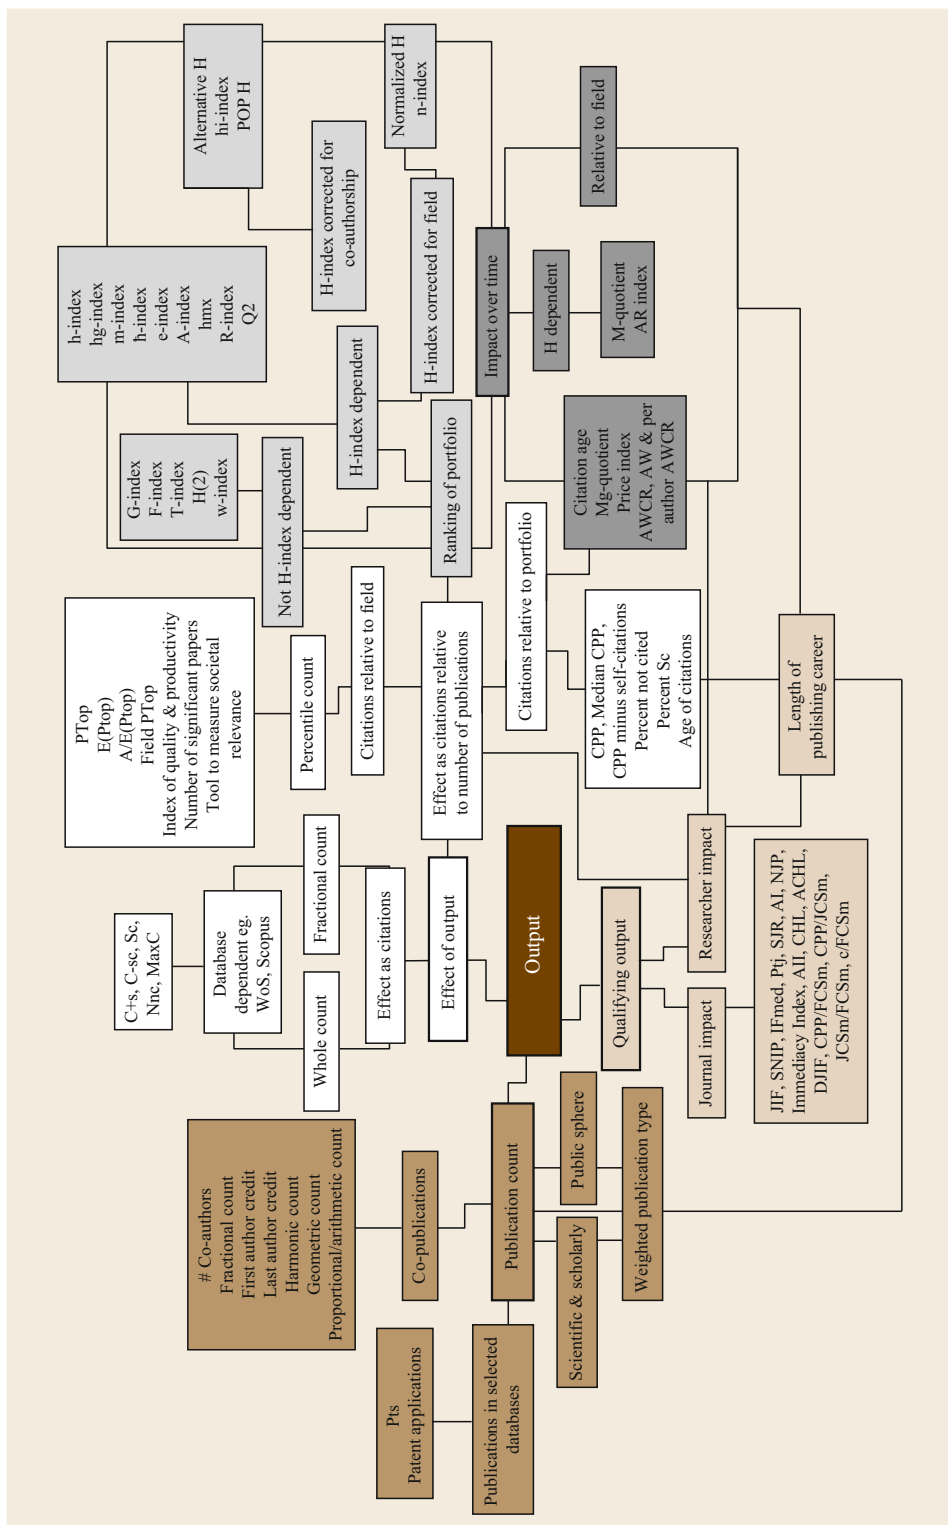 Pts
Patent applications
Publications in selected
databases
# Co-authors
Fractional count
First author credit
Last author credit
Harmonic count
Geometric count
Proportional/arithmetic count
Co-publications
Publication count
Scientific & scholarly
Public sphere
Weighted publication type
C+s, C-sc, Sc,
Nnc, MaxC
Database
dependent eg.
WoS, Scopus
Whole count
Fractional count
Effect as citations
Effect of output
Output
Qualifying output
Journal impact
Researcher impact
JIF, SNIP, IFmed, Ptj, SJR, AI, NJP,
Immediacy Index, AII, CHL, ACHL,
DJIF, CPP/FCSm, CPP/JCSm,
JCSm/FCSm, c/FCSm
PTop
E(Ptop)
A/E(Ptop)
Field PTop
Index of quality & productivity
Number of significant papers
Tool to measure societal
relevance
Percentile count
Citations relative to field
Effect as citations relative
to number of publications
Citations relative to portfolio
CPP, Median CPP,
CPP minus self-citations
Percent not cited
Percent Sc
Age of citations
Length of
publishing career
G-index
F-index
T-index
H(2)
w-index
Not H-index dependent
Ranking of portfolio
H-index dependent
h-index
hg-index
m-index
ħ-index
e-index
A-index
hmx
R-index
Q2
Alternative H
hi-index
POP H
H-index corrected for
co-authorship
Normalized H
n-index
H-index corrected for field
Impact over time
Citation age
Mg-quotient
Price index
AWCR, AW & per
author AWCR
H dependent
M-quotient
AR index
Relative to field